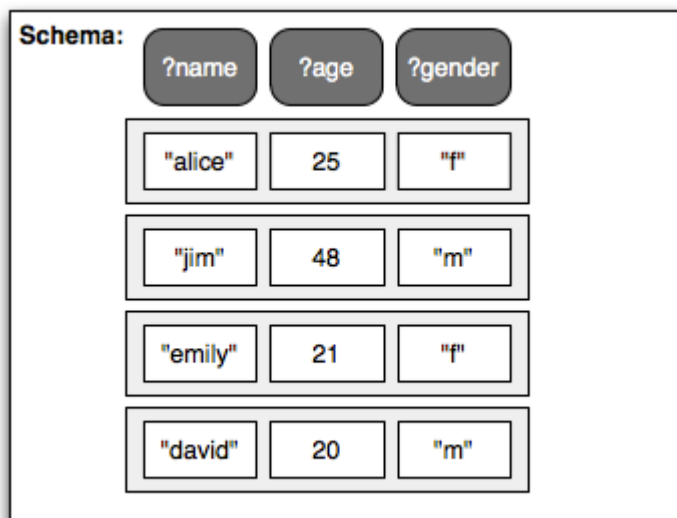 Schema:
?name ?age ?gender
"alice" 25 "f"
"jim" 48 "m"
"emily" 21 "f"
"david" 20 "m"